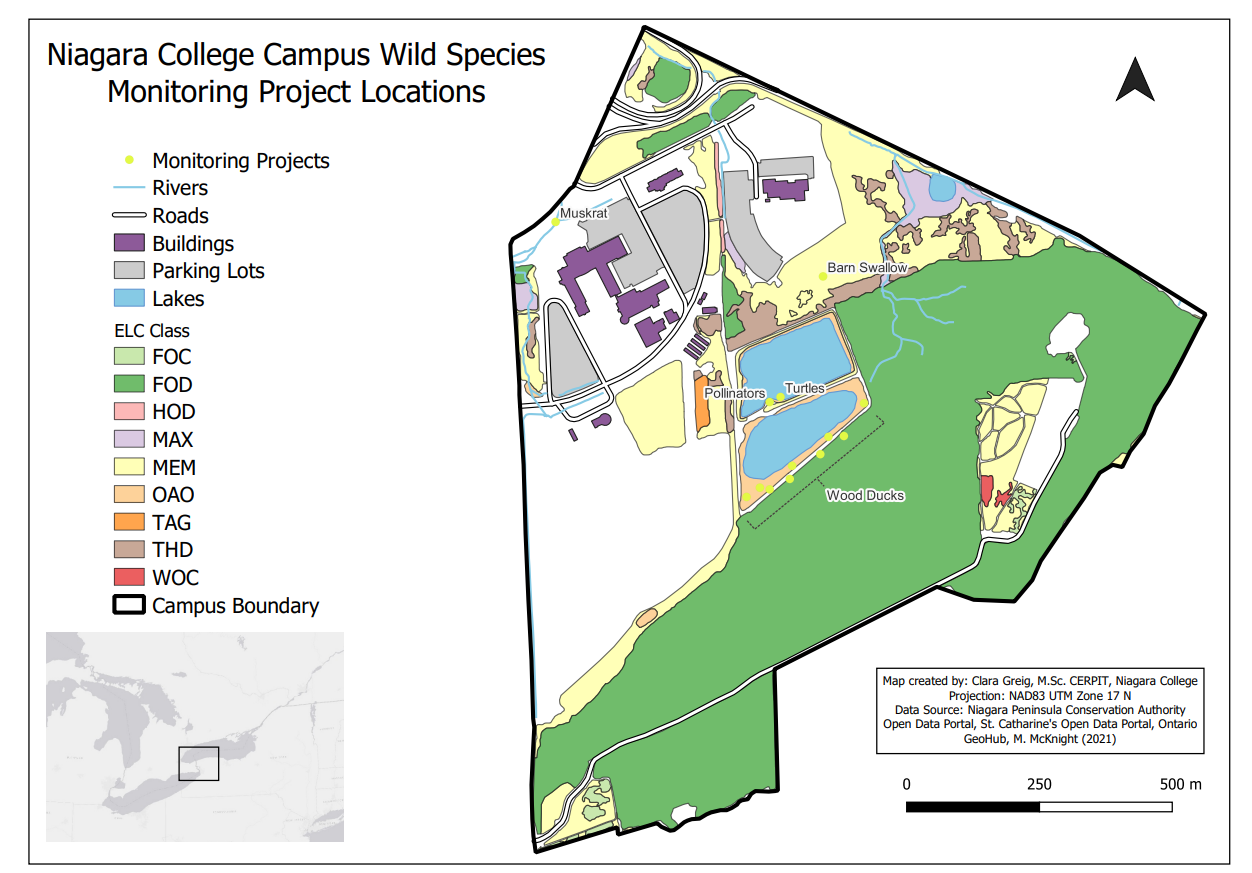 Niagara College Campus Wild Species
Monitoring Project Locations
Monitoring Projects
Rivers
Roads
Buildings
Parking Lots
Lakes
ELC Class
FOC
FOD
HOD
MAX
MEM
OAO
TAG
THD
WOC
Campus Boundary
Muskrat
Barn Swallow
Turtles
Pollinators
Wood Ducks
Map created by: Clara Greig, M.Sc. CERPIT, Niagara College
Projection: NAD83 UTM Zone 17 N
Data Source: Niagara Peninsula Conservation Authority
Open Data Portal, St. Catharine's Open Data Portal, Ontario
GeoHub, M. McKnight (2021)
0 250 500 m